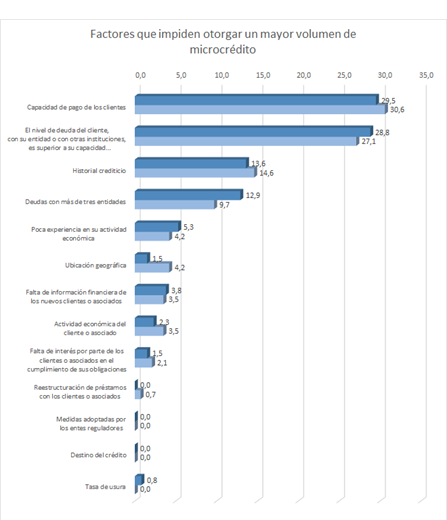 Factores que impiden otorgar un mayor volumen de
microcrédito
0,0 5,0 10,0 15,0 20,0 25,0 30,0 35,0
Capacidad de pago de los clientes
29,5
30,6
El nivel de deuda del cliente,
con su entidad o con otras instituciones,
es superior a su capacidad...
28,8
27,1
Historial crediticio
13,6
14,6
Deudas con más de tres entidades
12,9
9,7
Poca experiencia en su actividad
económica
5,3
4,2
Ubicación geográfica
1,5
4,2
Falta de información financiera de
los nuevos clientes o asociados
3,8
3,5
Actividad económica del
cliente o asociado
2,3
3,5
Falta de interés por parte de los
clientes o asociados en el
cumplimiento de sus obligaciones
1,5
2,1
Reestructuración de préstamos
con los clientes o asociados
0,0
0,7
Medidas adoptadas por
los entes reguladores
0,0
0,0
Destino del crédito
0,0
0,0
Tasa de usura
0,8
0,0